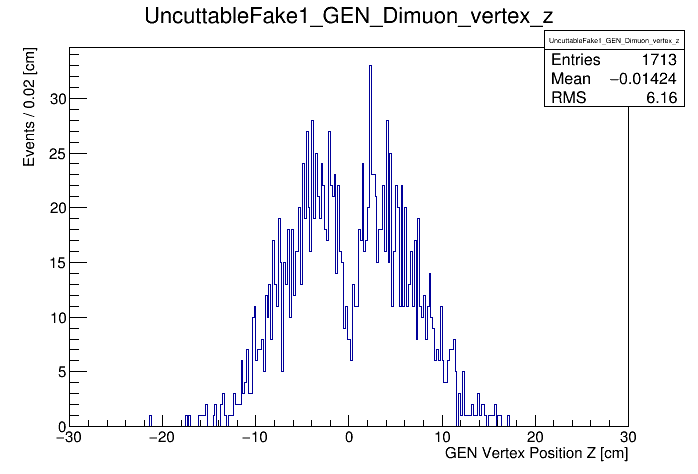 UncuttableFake1_GEN_Dimuon_vertex_z
UncuttableFake1_GEN_Dimuon_vertex_z
Entries 1713
Mean −0.01424
RMS 6.16
Events / 0.02 [cm]
30
25
20
15
10
5
0
−30 −20 −10 0 10 20 30
GEN Vertex Position Z [cm]